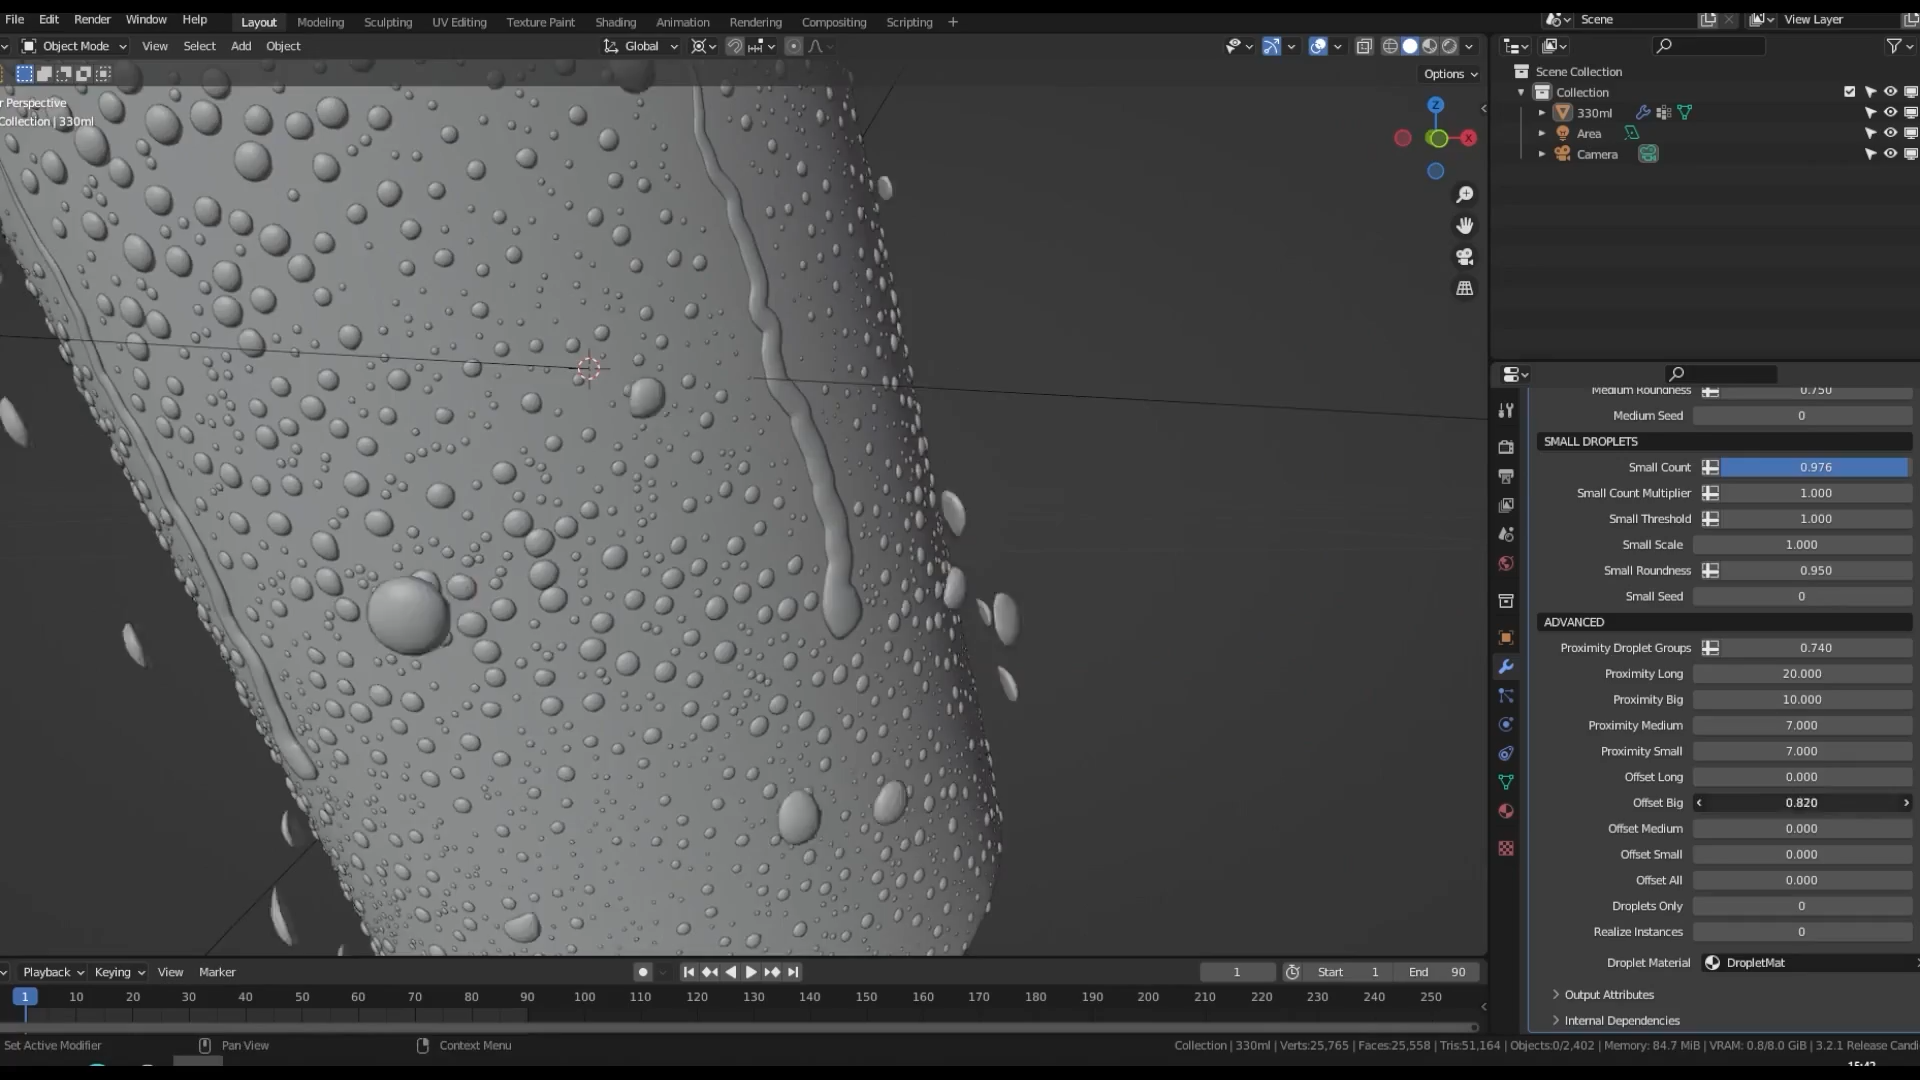 File Edit Render Window Help Layout Modeling Sculpting UV Editing Texture Paint Shading Animation Rendering Compositing Scripting + Scene View Layer
Object Mode View Select Add Object Global
Options
r Perspective
Collection | 330ml
Z
X
Scene Collection
Collection
330ml
Area
Camera
Medium Roundness 0.750
Medium Seed 0
SMALL DROPLETS
Small Count 0.976
Small Count Multiplier 1.000
Small Threshold 1.000
Small Scale 1.000
Small Roundness 0.950
Small Seed 0
ADVANCED
Proximity Droplet Groups 0.740
Proximity Long 20.000
Proximity Big 10.000
Proximity Medium 7.000
Proximity Small 7.000
Offset Long 0.000
Offset Big 0.820
Offset Medium 0.000
Offset Small 0.000
Offset All 0.000
Droplets Only 0
Realize Instances 0
Droplet Material DropletMat
Output Attributes
Internal Dependencies
Playback Keying View Marker 1 Start 1 End 90
1 10 20 30 40 50 60 70 80 90 100 110 120 130 140 150 160 170 180 190 200 210 220 230 240 250
Set Active Modifier Pan View Context Menu Collection | 330ml | Verts:25,765 | Faces:25,558 | Tris:51,164 | Objects:0/2,402 | Memory: 84.7 MiB | VRAM: 0.8/8.0 GiB | 3.2.1 Release Candi